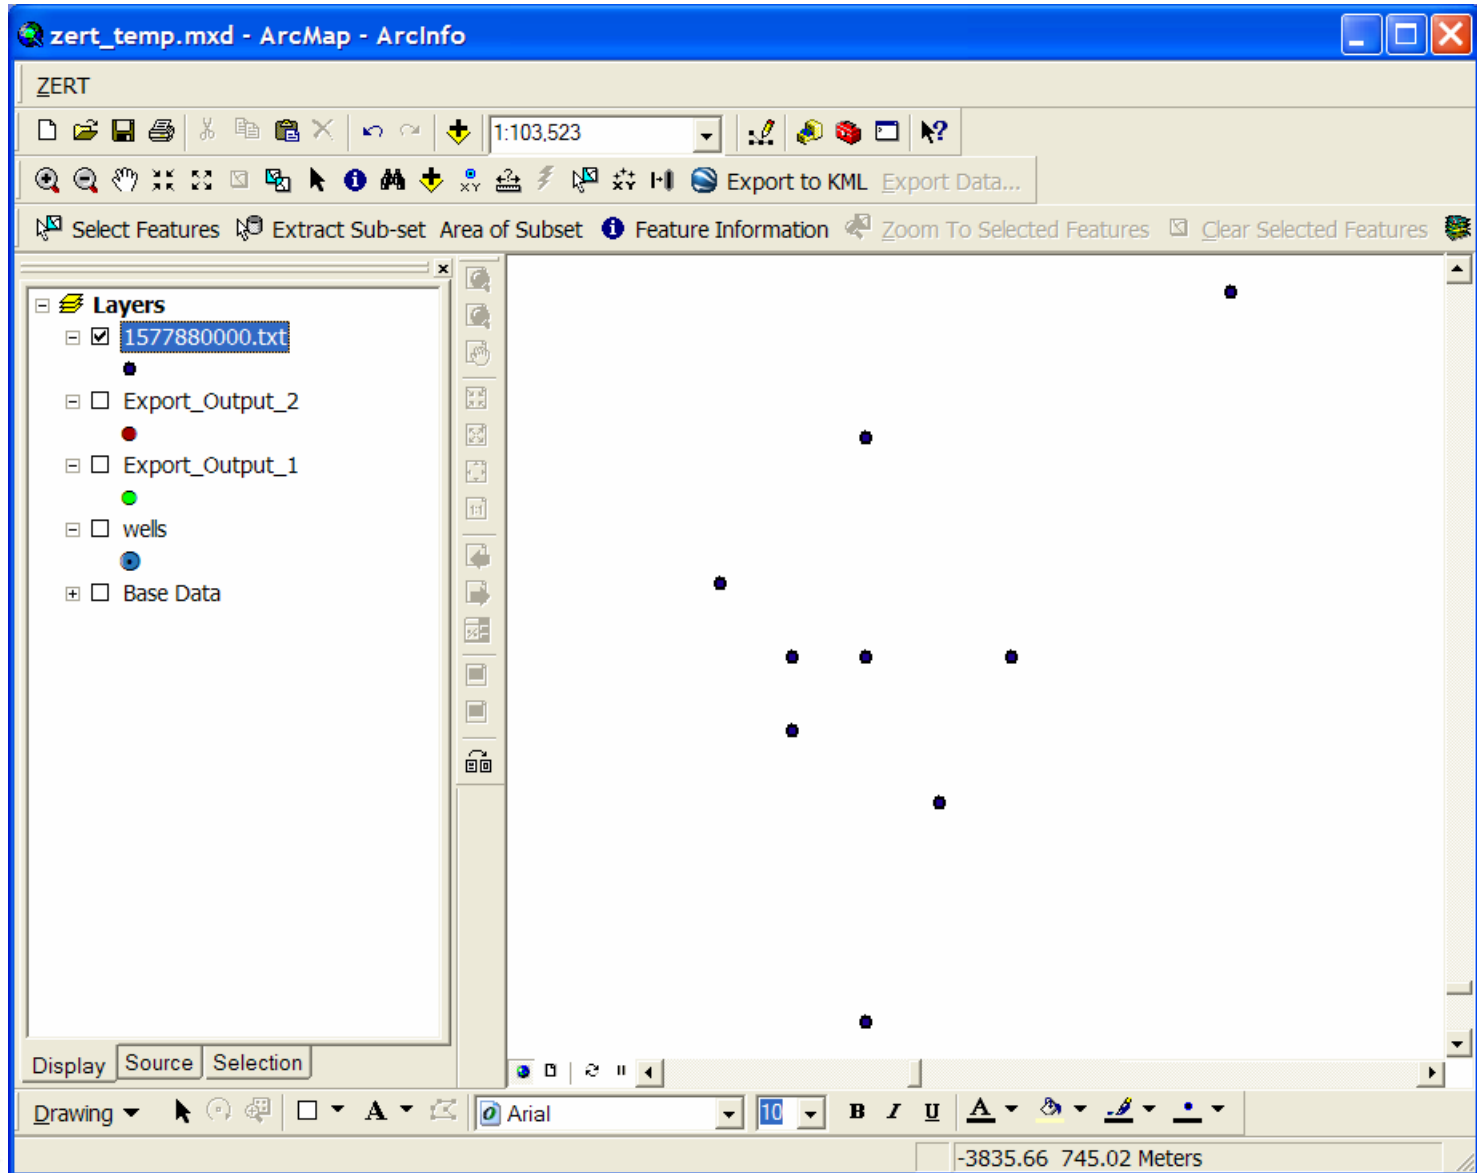 zert_temp.mxd - ArcMap - ArcInfo
ZERT
1:103,523
Export to KML Export Data...
Select Features Extract Sub-set Area of Subset Feature Information Zoom To Selected Features Clear Selected Features
Layers
1577880000.txt
Export_Output_2
Export_Output_1
wells
Base Data
Display Source Selection
Drawing A Arial 10 B I U A
-3835.66 745.02 Meters